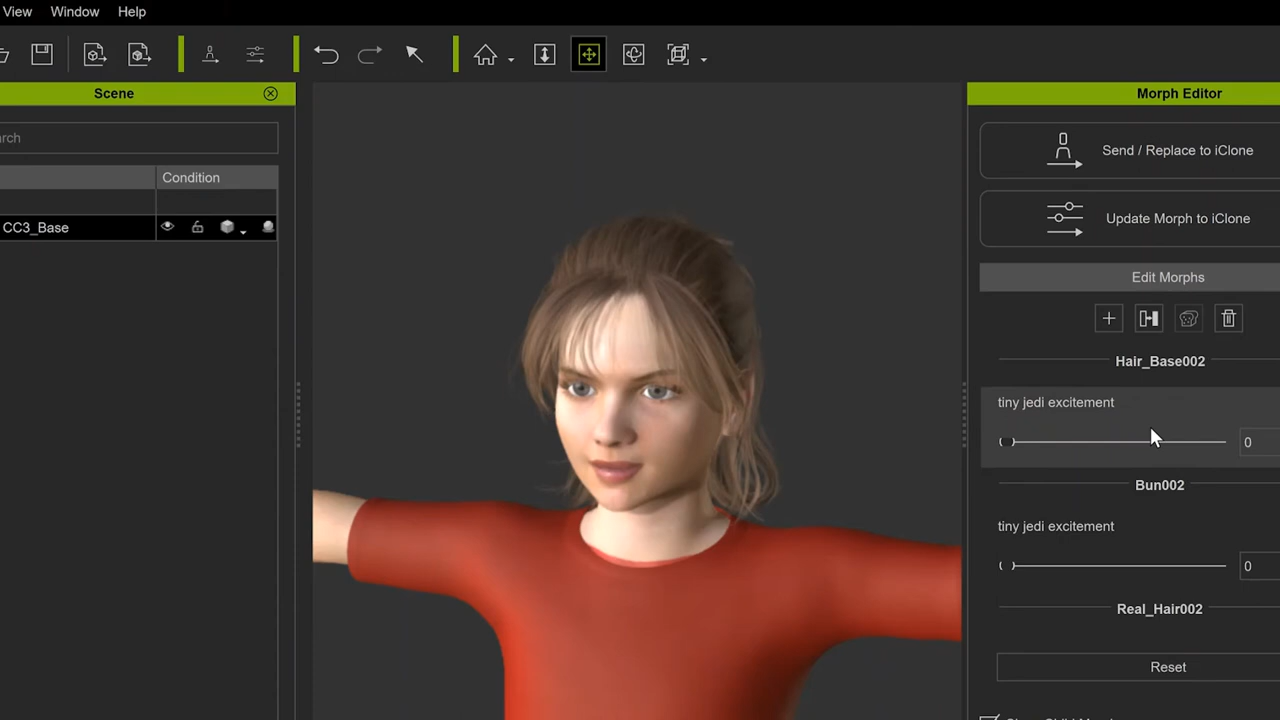 View Window Help
Scene
Morph Editor
Send / Replace to iClone
Condition
Update Morph to iClone
CC3_Base
Edit Morphs
Hair_Base002
tiny jedi excitement
0
Bun002
tiny jedi excitement
0
Real_Hair002
Reset